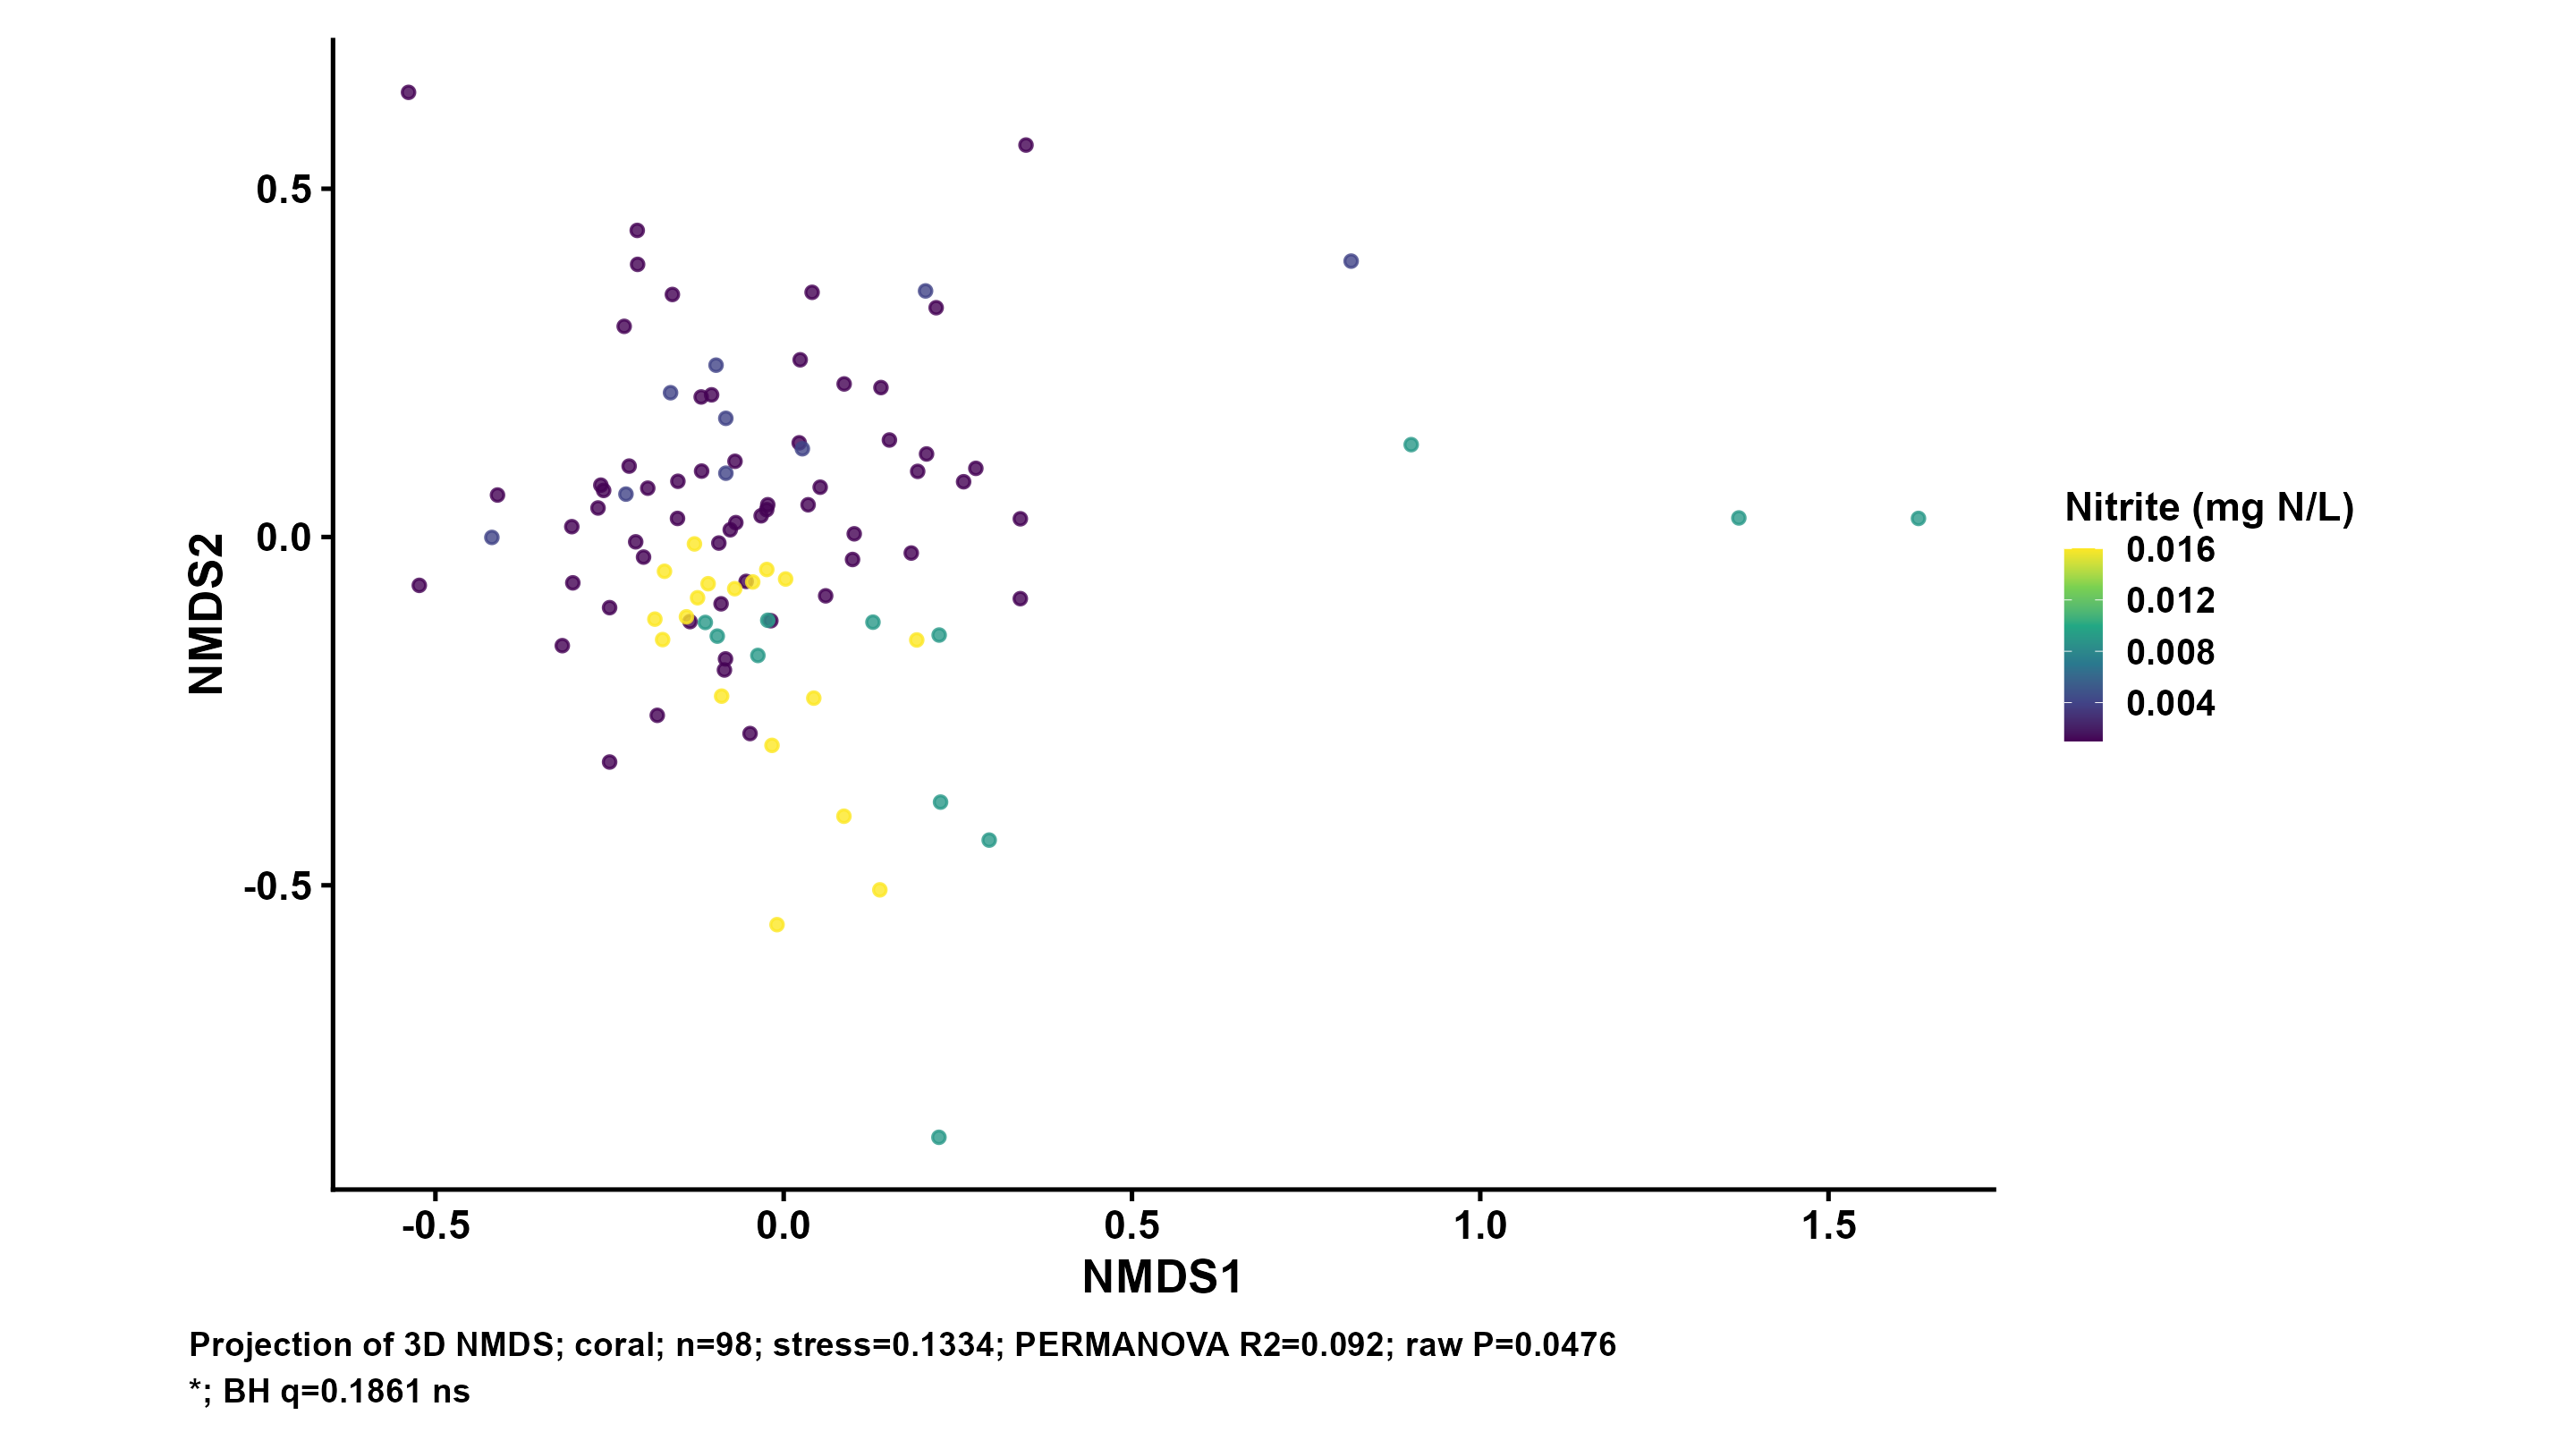 0.5
0.0
-0.5
NMDS2
-0.5 0.0 0.5 1.0 1.5
NMDS1
Nitrite (mg N/L)
0.016
0.012
0.008
0.004
Projection of 3D NMDS; coral; n=98; stress=0.1334; PERMANOVA R2=0.092; raw P=0.0476
*; BH q=0.1861 ns